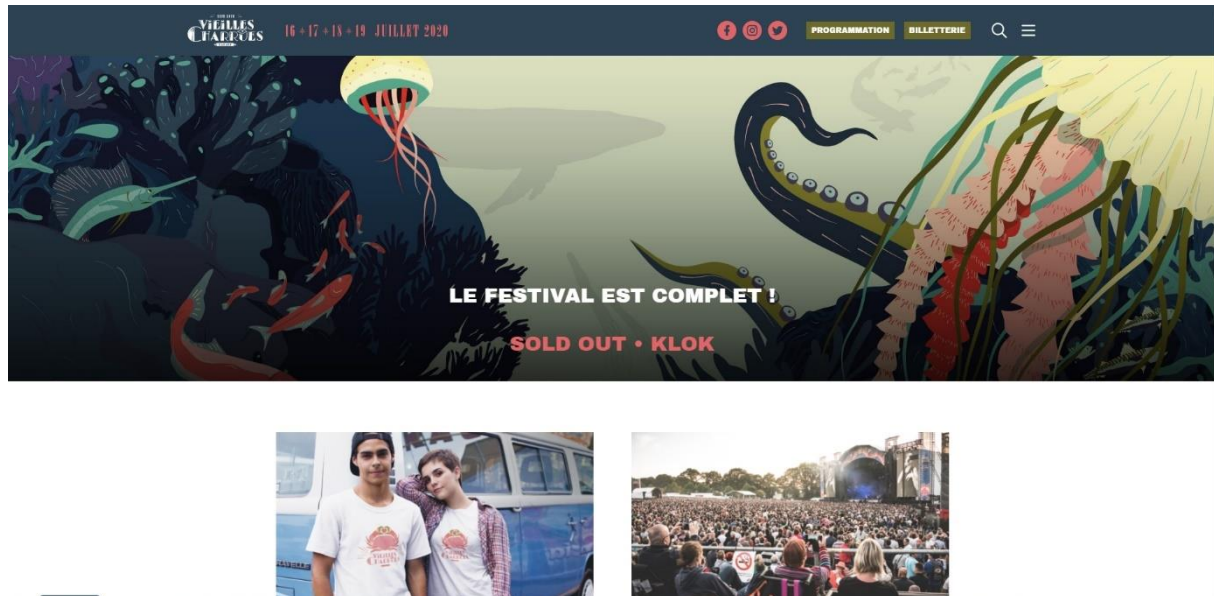 VIEILLES
CHARRUES
16+17+18+19 JUILLET 2020
PROGRAMMATION
BILLETTERIE
LE FESTIVAL EST COMPLET !
SOLD OUT • KLOK